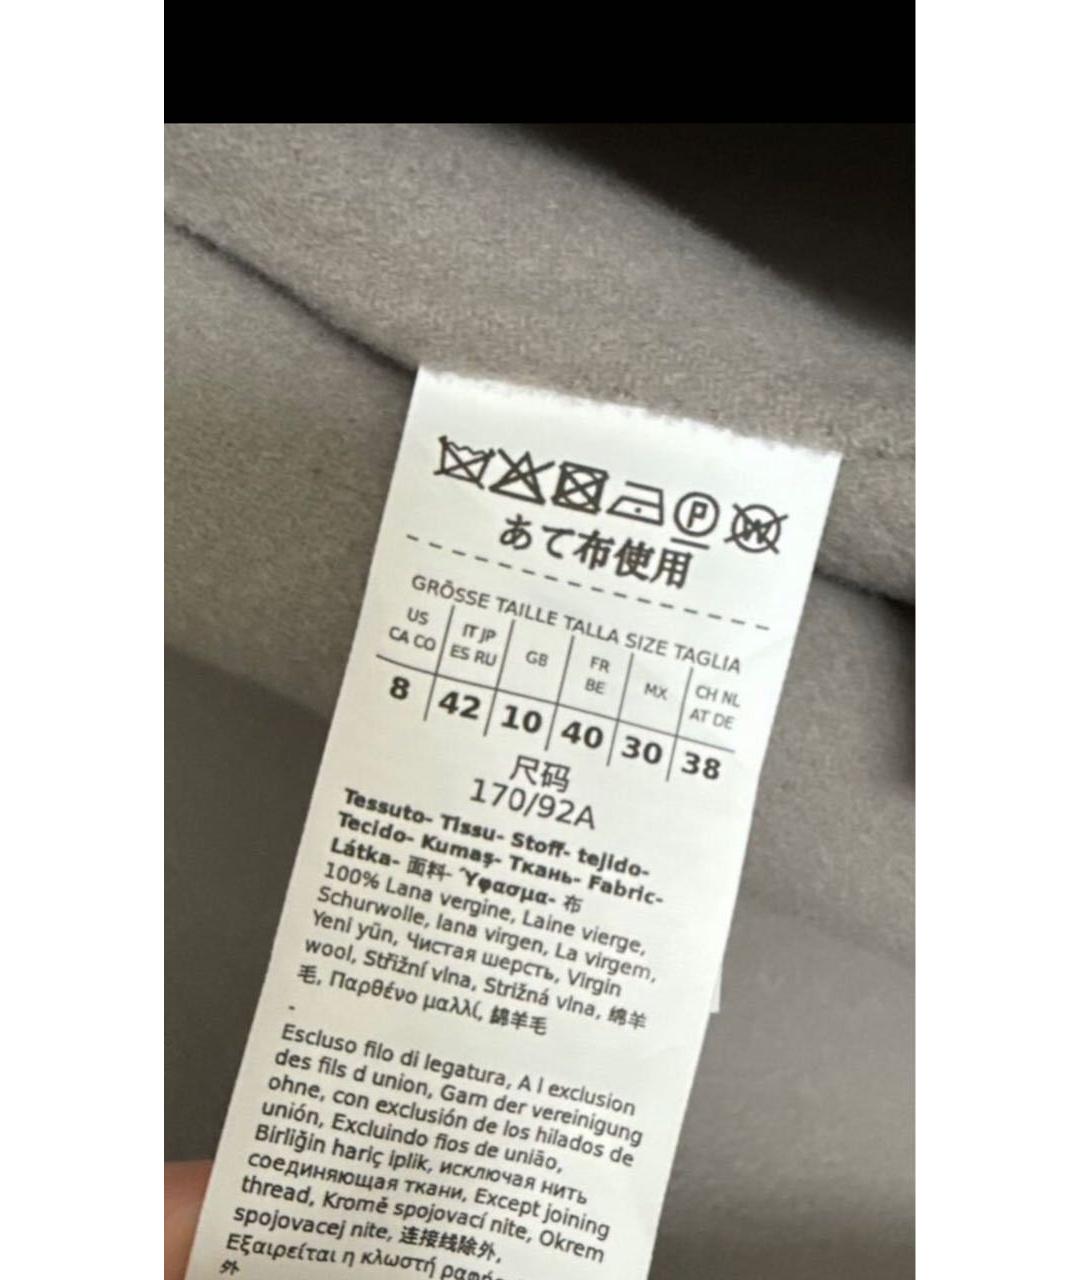 あて布使用
GRÖSSE TAILLE TALLA SIZE TAGLIA
US CA CO IT JP ES RU GB FR BE MX CH NL AT DE
8 42 10 40 30 38
尺码
170/92A
Tessuto- Tissu- Stoff- tejido-
Tecido- Kumaş- Ткань- Fabric-
Látka- 面料- Ύφασμα- 布
100% Lana vergine, Laine vierge,
Schurwolle, lana virgen, La virgem,
Yeni yün, Чистая шерсть, Virgin
wool, Střižní vlna, Strižná vlna, 绵羊
毛, Παρθένο μαλλί, 綿羊毛
-
Escluso filo di legatura, A l exclusion
des fils d union, Garn der vereinigung
ohne, con exclusión de los hilados de
unión, Excluindo fios de união,
Birliğin hariç iplik, исключая нить
соединяющая ткани, Except joining
thread, Kromě spojovací nite, Okrem
spojovacej nite, 连接线除外,
Εξαιρείται η κλωστή
外